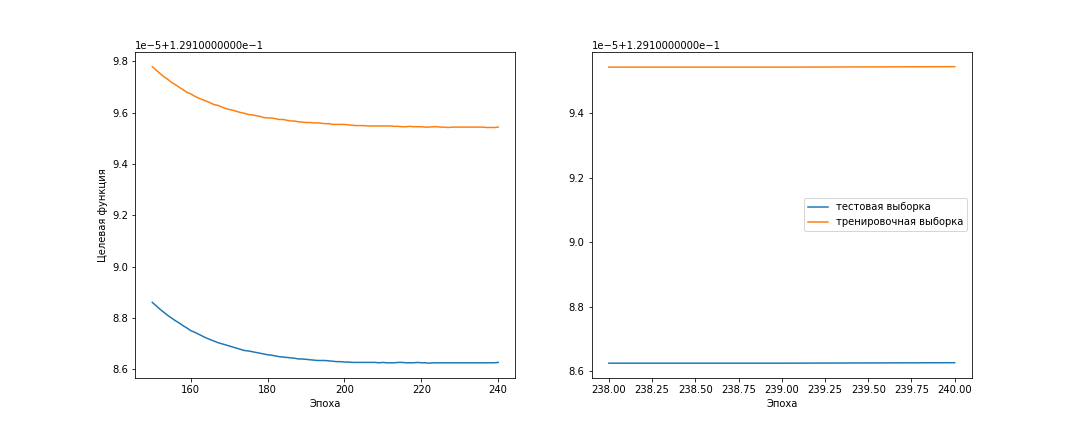 1e−5+1.2910000000e−1
9.8
9.6
9.4
9.2
9.0
8.8
8.6
160 180 200 220 240
Целевая функция
Эпоха
1e−5+1.2910000000e−1
9.4
9.2
9.0
8.8
8.6
тестовая выборка
тренировочная выборка
238.00 238.25 238.50 238.75 239.00 239.25 239.50 239.75 240.00
Эпоха